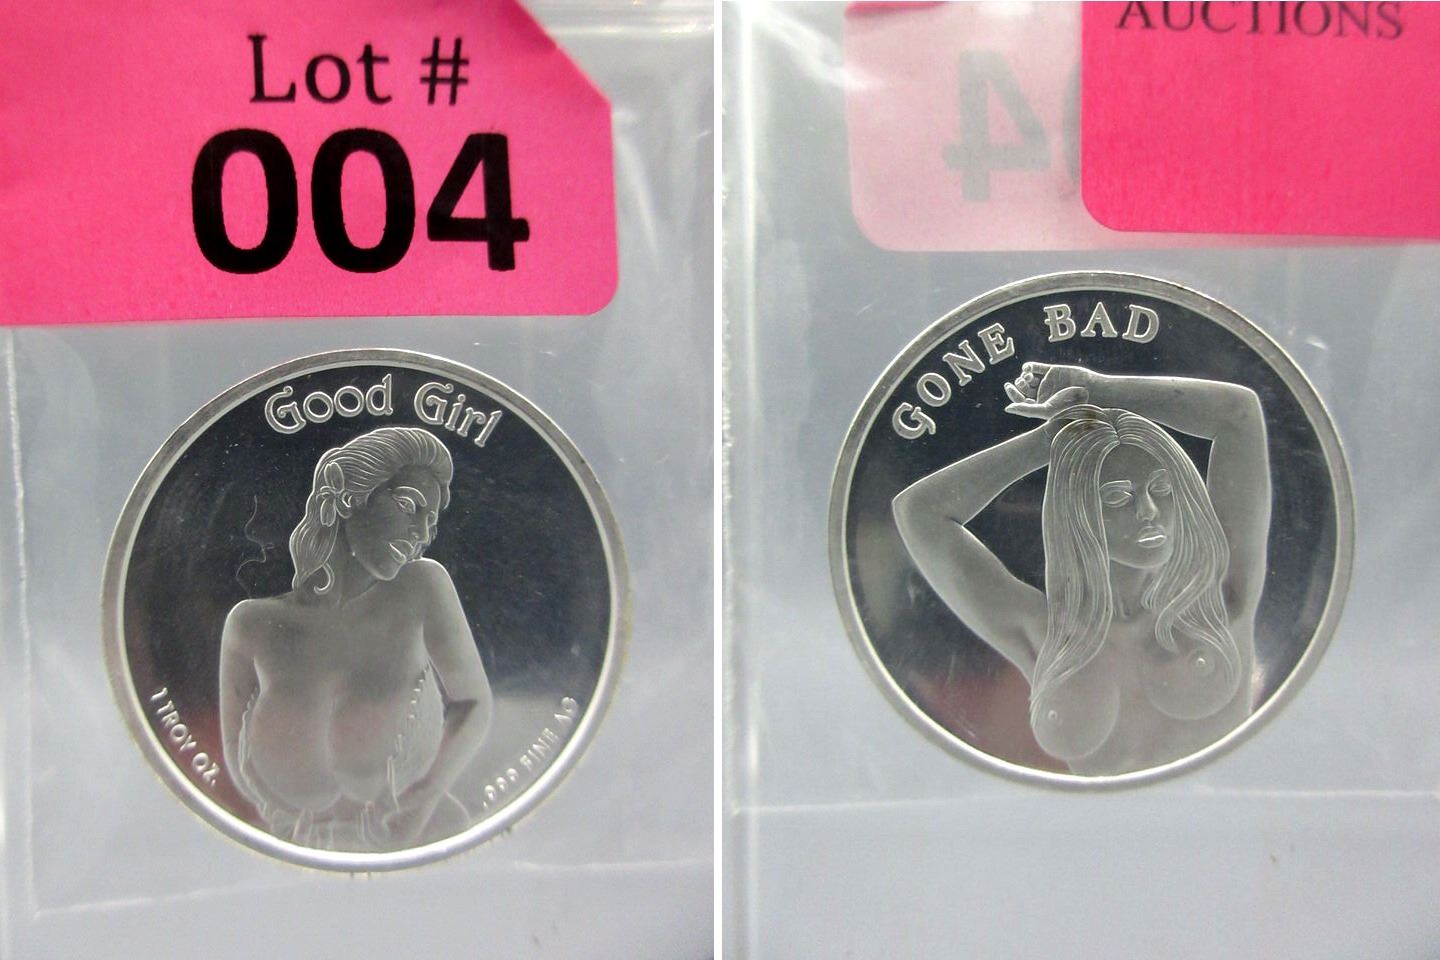 Lot #
004
Good Girl
1 TROY OZ.
.999 FINE AG
AUCTIONS
GONE BAD